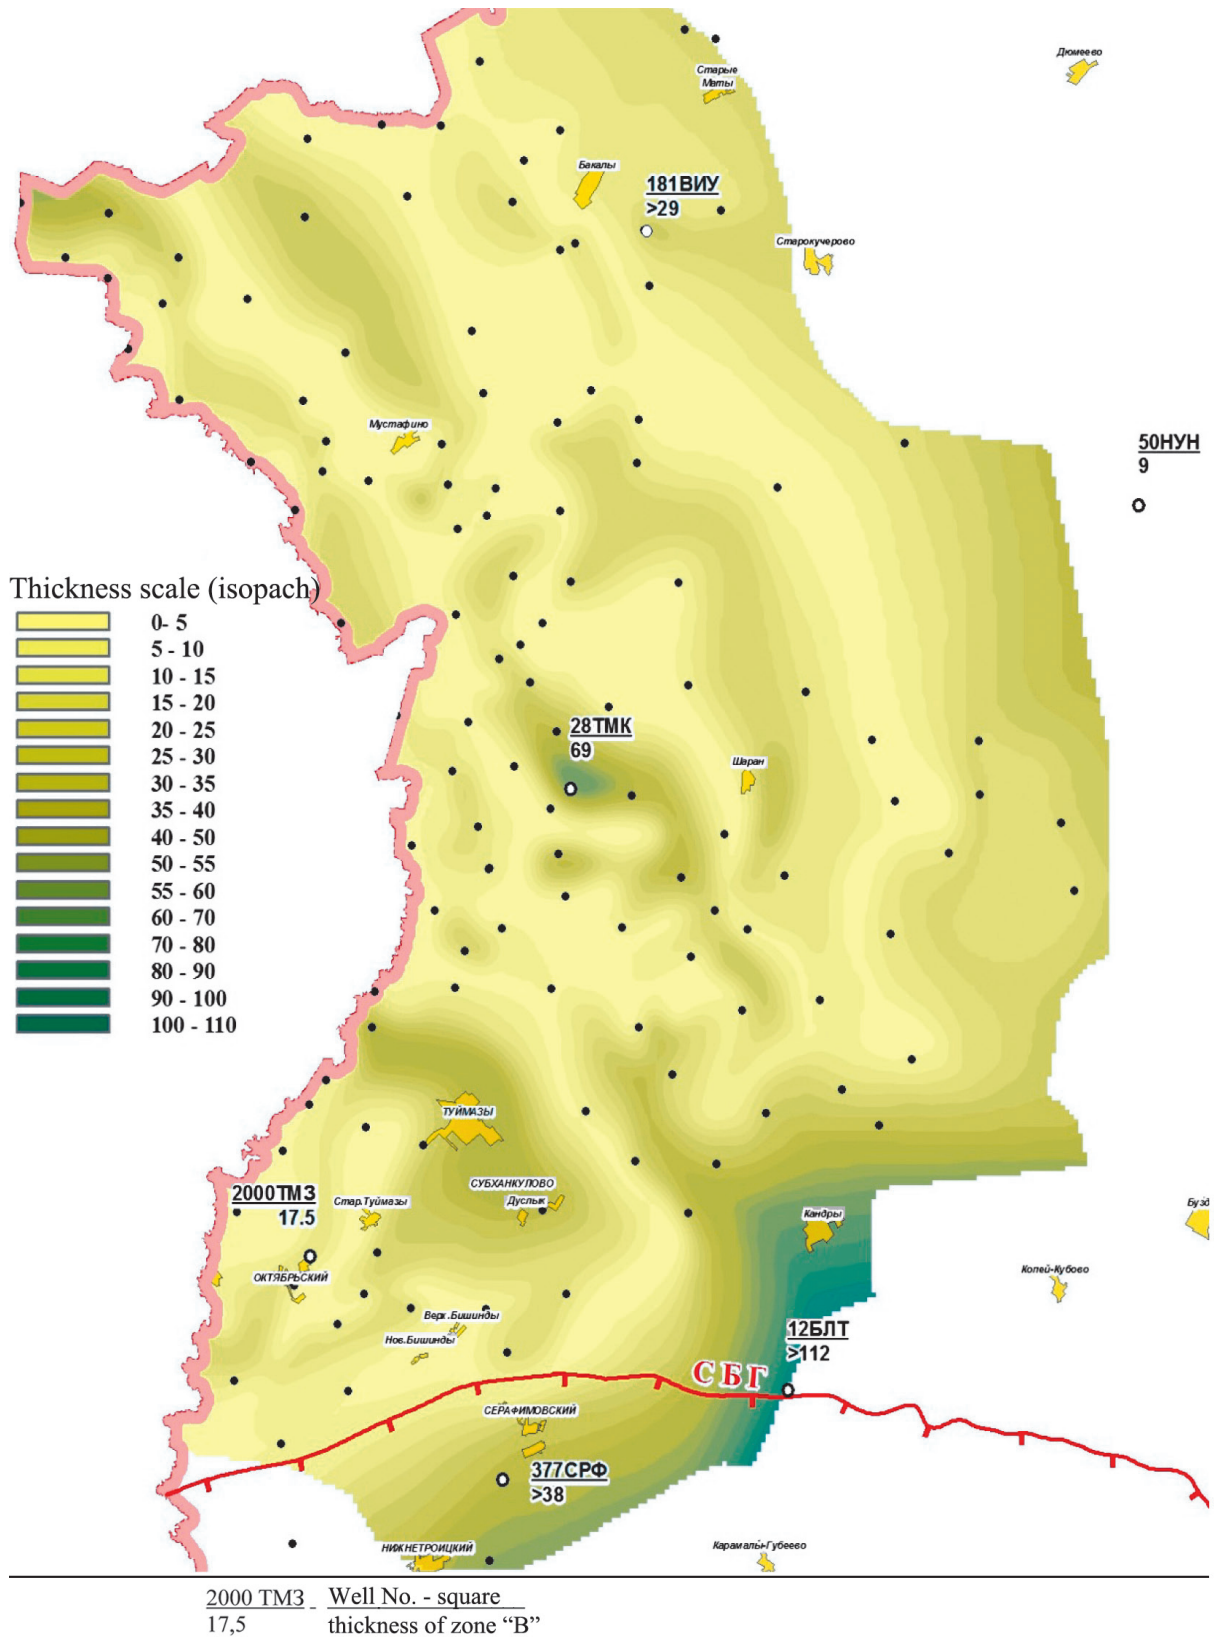 Дюмеево
Старые
Маты
Бакалы
181ВИУ
>29
Старокучерово
Мустафино
50НУН
9
Thickness scale (isopach)
0- 5
5 - 10
10 - 15
15 - 20
20 - 25
25 - 30
30 - 35
35 - 40
40 - 50
50 - 55
55 - 60
60 - 70
70 - 80
80 - 90
90 - 100
100 - 110
28ТМК
69
Шаран
ТУЙМАЗЫ
СУБХАНКУЛОВО
Дуслык
2000ТМЗ
17.5
Стар.Туймазы
Кандры
Бузд
ОКТЯБРЬСКИЙ
Копей-Кубово
Верх.Бишинды
Нов.Бишинды
12БЛТ
>112
СБГ
СЕРАФИМОВСКИЙ
377СРФ
>38
НИЖНЕТРОИЦКИЙ
Карамалы-Губеево
2000 ТМЗ - Well No. - square
17,5 thickness of zone “B”